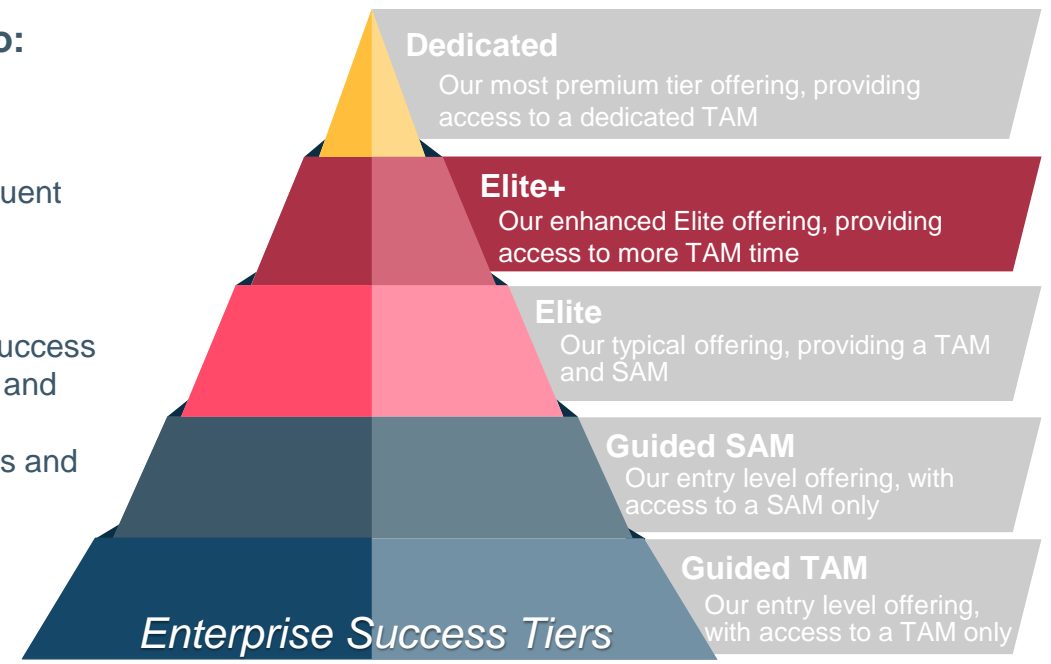 o:
uent
uccess
and
s and
Dedicated
Our most premium tier offering, providing
access to a dedicated TAM
Elite+
Our enhanced Elite offering, providing
access to more TAM time
Elite
Our typical offering, providing a TAM
and SAM
Guided SAM
Our entry level offering, with
access to a SAM only
Guided TAM
Our entry level offering,
with access to a TAM only
Enterprise Success Tiers